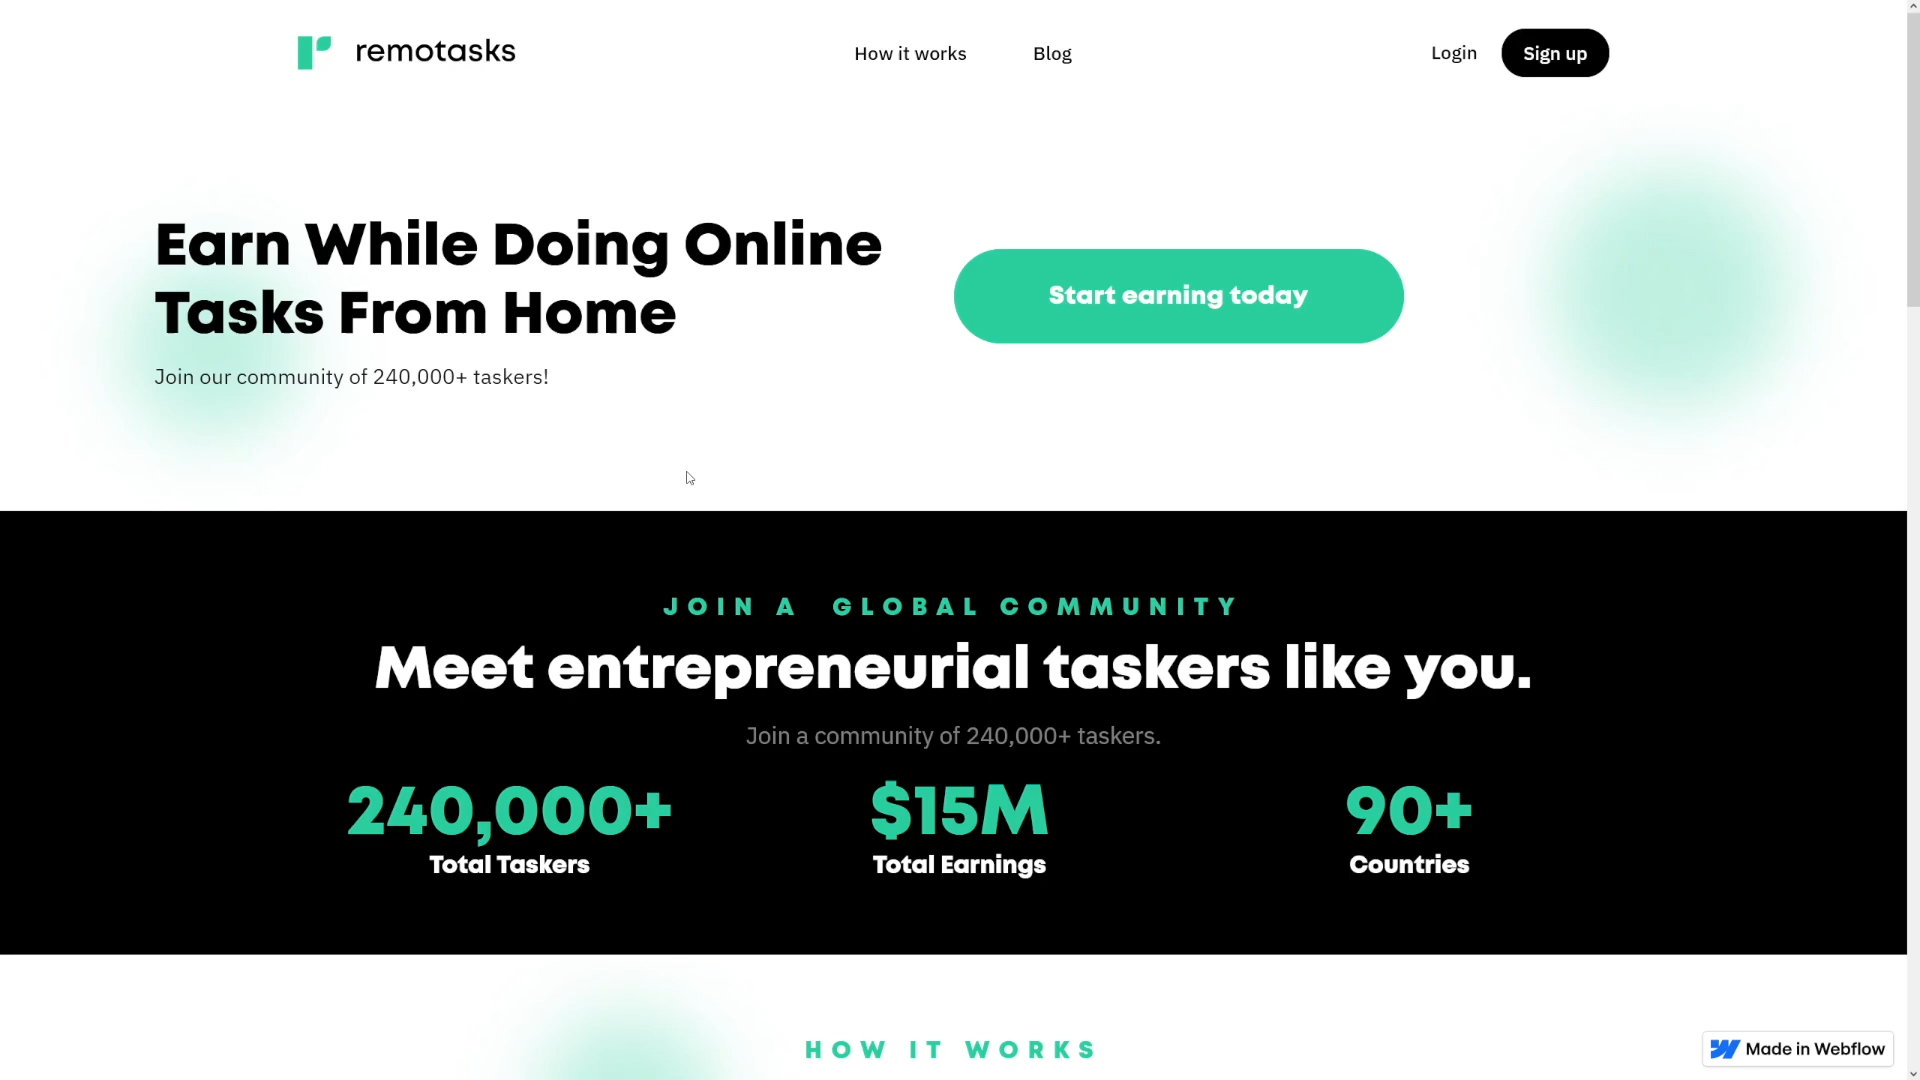 remotasks
How it works
Blog
Login
Sign up
Earn While Doing Online
Tasks From Home
Join our community of 240,000+ taskers!
Start earning today
JOIN A GLOBAL COMMUNITY
Meet entrepreneurial taskers like you.
Join a community of 240,000+ taskers.
240,000+
Total Taskers
$15M
Total Earnings
90+
Countries
HOW IT WORKS
Made in Webflow